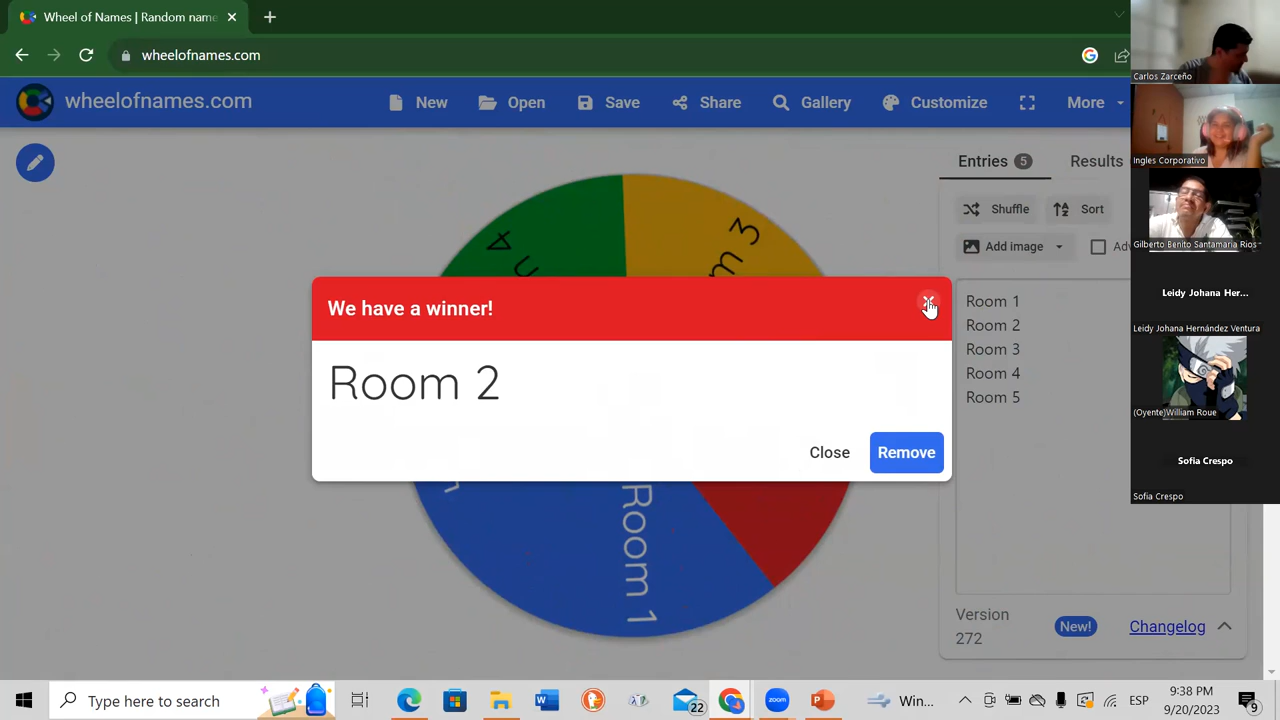 Wheel of Names | Random name
wheelofnames.com
wheelofnames.com
New
Open
Save
Share
Gallery
Customize
More
Entries 5
Results
Shuffle
Sort
Add image
Room 1
Room 2
Room 3
Room 4
Room 5
Version
272
New!
Changelog
4
m 3
Room 1
We have a winner!
Room 2
Close
Remove
Carlos Zarceño
Ingles Corporativo
Gilberto Benito Santamaria Rios
Leidy Johana Her...
Leidy Johana Hernández Ventura
(Oyente)William Roue
Sofia Crespo
Sofia Crespo
Type here to search
22
zoom
Win...
ESP
9:38 PM
9/20/2023
9